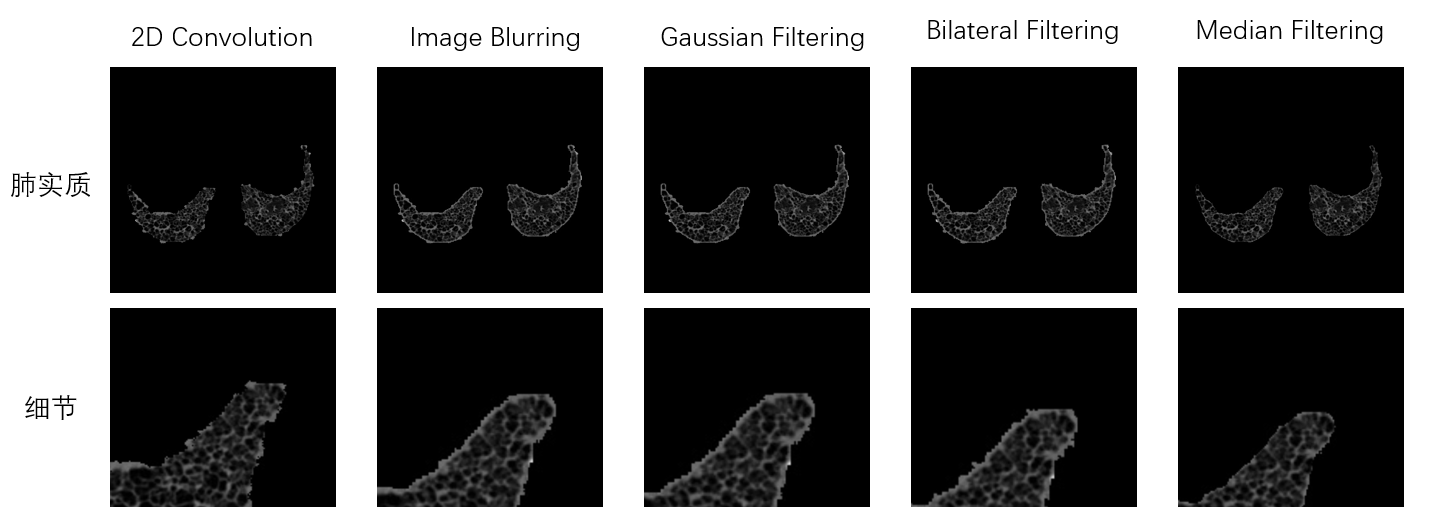 2D Convolution
Image Blurring
Gaussian Filtering
Bilateral Filtering
Median Filtering
肺实质
细节